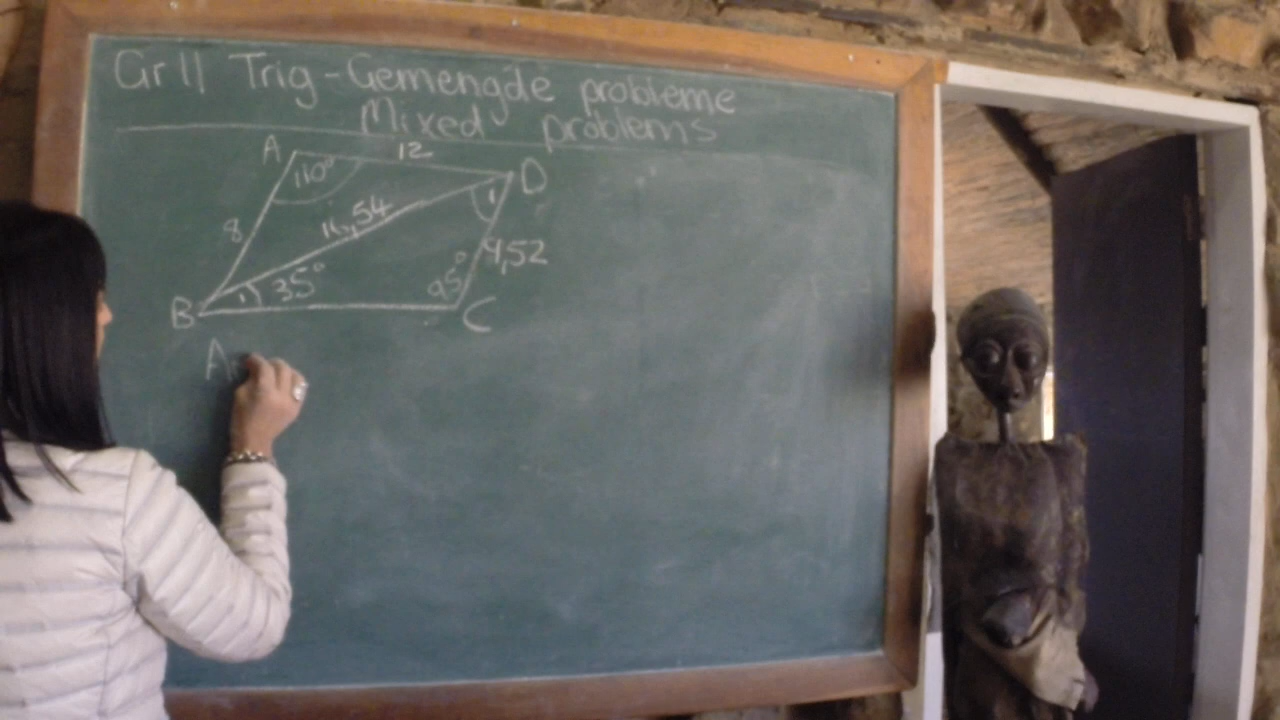 Gr 11 Trig - Gemengde probleme
Mixed problems
A 110° 12 D
8 16,54 1
4,52
B 1 35° 95° C
A